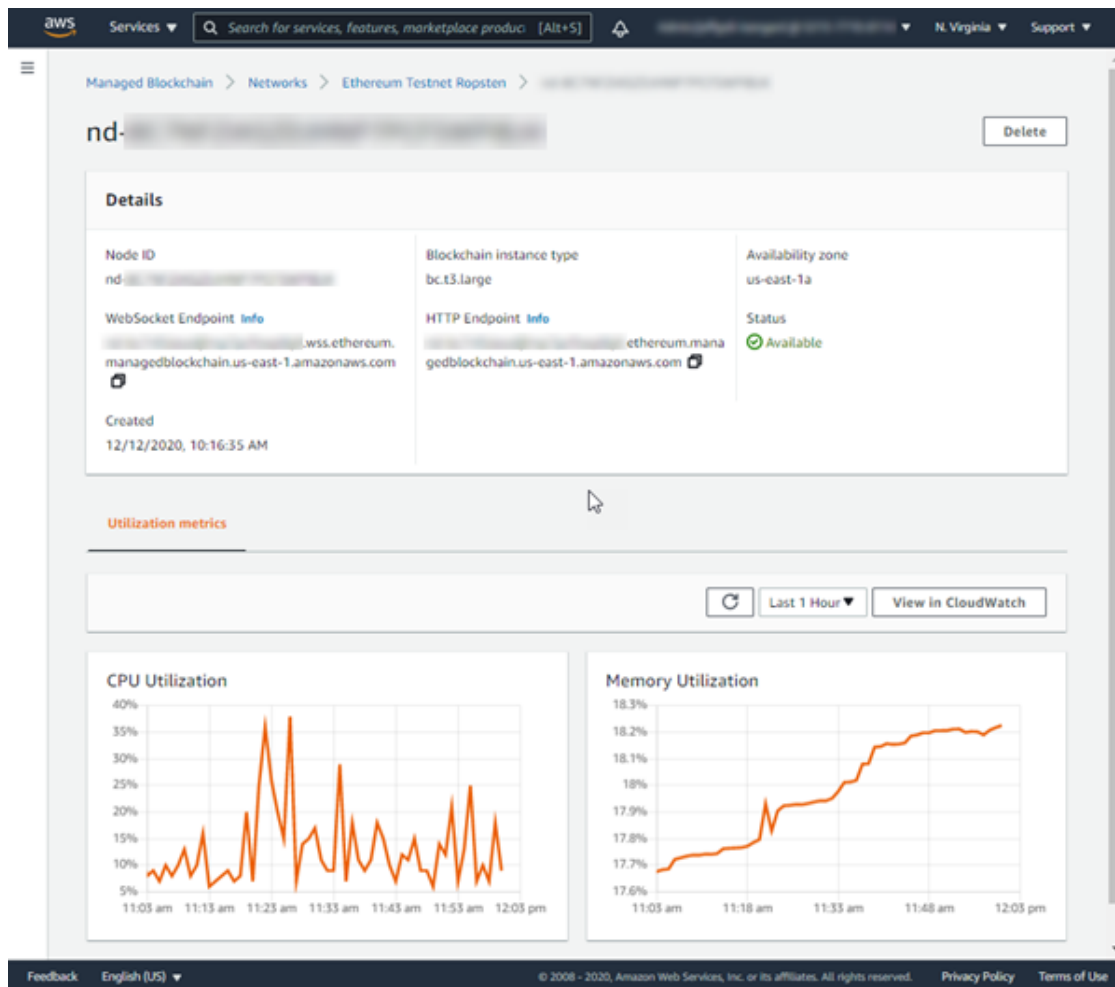 aws Services ▼ Search for services, features, marketplace produc [Alt+S] ▼ N. Virginia ▼ Support ▼
Managed Blockchain > Networks > Ethereum Testnet Ropsten >
nd-
Delete
Details
Node ID
nd-
Blockchain instance type
bc.t3.large
Availability zone
us-east-1a
WebSocket Endpoint Info
.wss.ethereum.
managedblockchain.us-east-1.amazonaws.com
HTTP Endpoint Info
ethereum.mana
gedblockchain.us-east-1.amazonaws.com
Status
Available
Created
12/12/2020, 10:16:35 AM
Utilization metrics
Last 1 Hour ▼ View in CloudWatch
CPU Utilization
40%
35%
30%
25%
20%
15%
10%
5%
11:03 am 11:13 am 11:23 am 11:33 am 11:43 am 11:53 am 12:03 pm
Memory Utilization
18.3%
18.2%
18.1%
18%
17.9%
17.8%
17.7%
17.6%
11:03 am 11:18 am 11:33 am 11:48 am 12:03 pm
Feedback English (US) ▼ © 2008 - 2020, Amazon Web Services, Inc. or its affiliates. All rights reserved. Privacy Policy Terms of Use